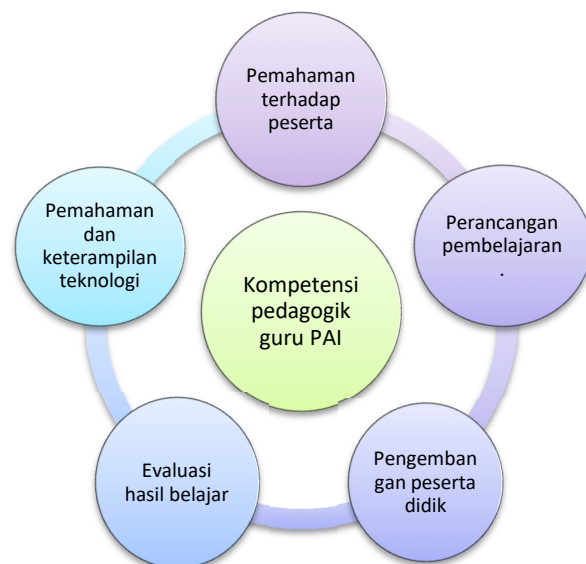 Pemahaman
terhadap
peserta
Perancangan
pembelajaran
.
Pengemban
gan peserta
didik
Evaluasi
hasil belajar
Pemahaman
dan
keterampilan
teknologi
Kompetensi
pedagogik
guru PAI